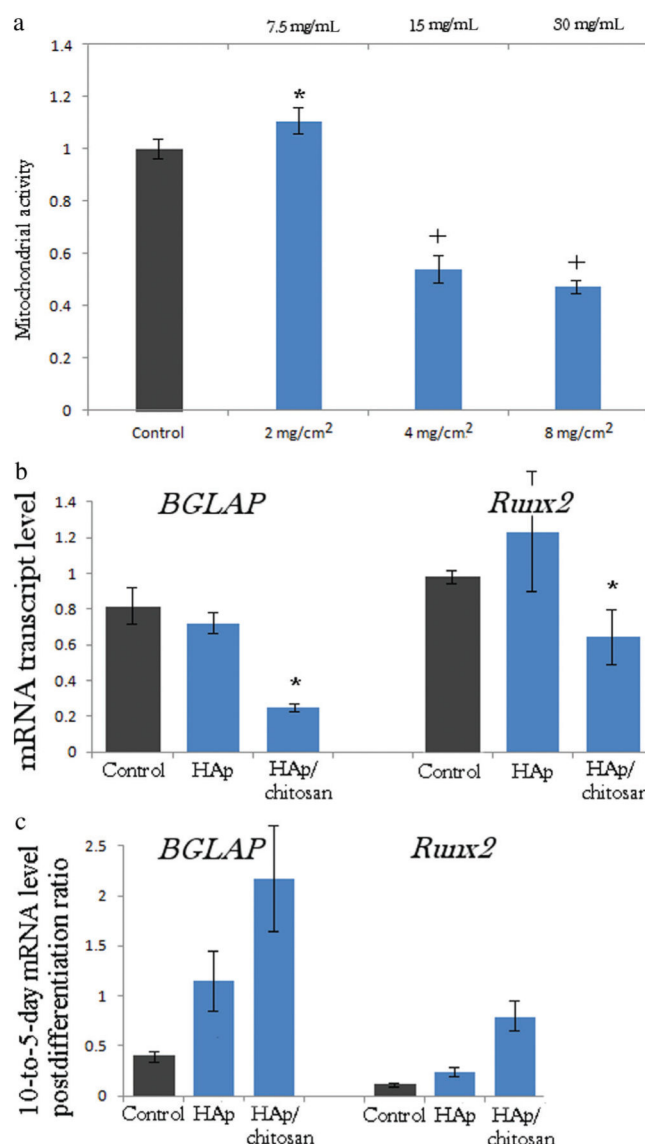 a
7.5 mg/mL 15 mg/mL 30 mg/mL
1.4
1.2
1
0.8
0.6
0.4
0.2
0
Mitochondrial activity
*
+
+
Control 2 mg/cm² 4 mg/cm² 8 mg/cm²
b
BGLAP Runx2
1.4
1.2
1
0.8
0.6
0.4
0.2
0
mRNA transcript level
*
*
Control HAp HAp/
chitosan
Control HAp HAp/
chitosan
c
BGLAP Runx2
2.5
2
1.5
1
0.5
0
10-to-5-day mRNA level
postdifferentiation ratio
Control HAp HAp/
chitosan
Control HAp HAp/
chitosan